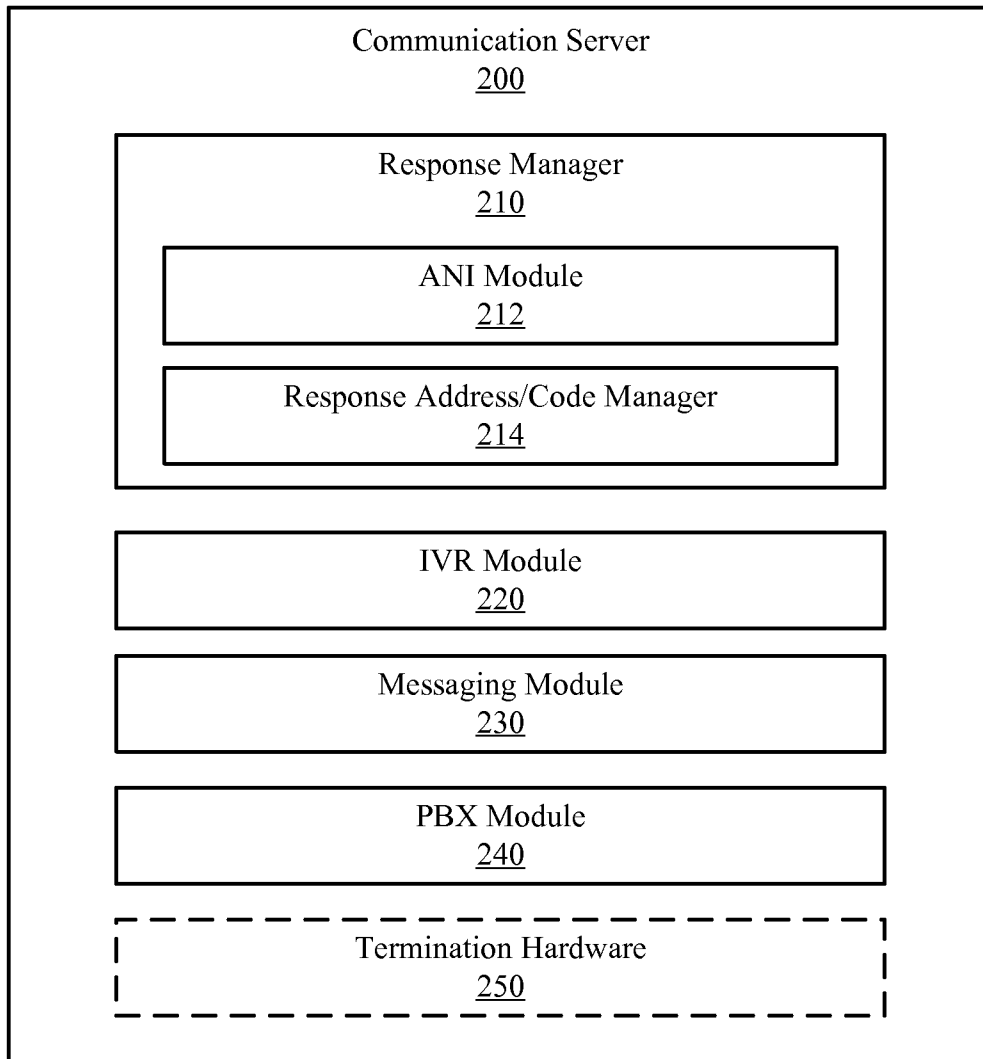 Communication Server
200
Response Manager
210
ANI Module
212
Response Address/Code Manager
214
IVR Module
220
Messaging Module
230
PBX Module
240
Termination Hardware
250